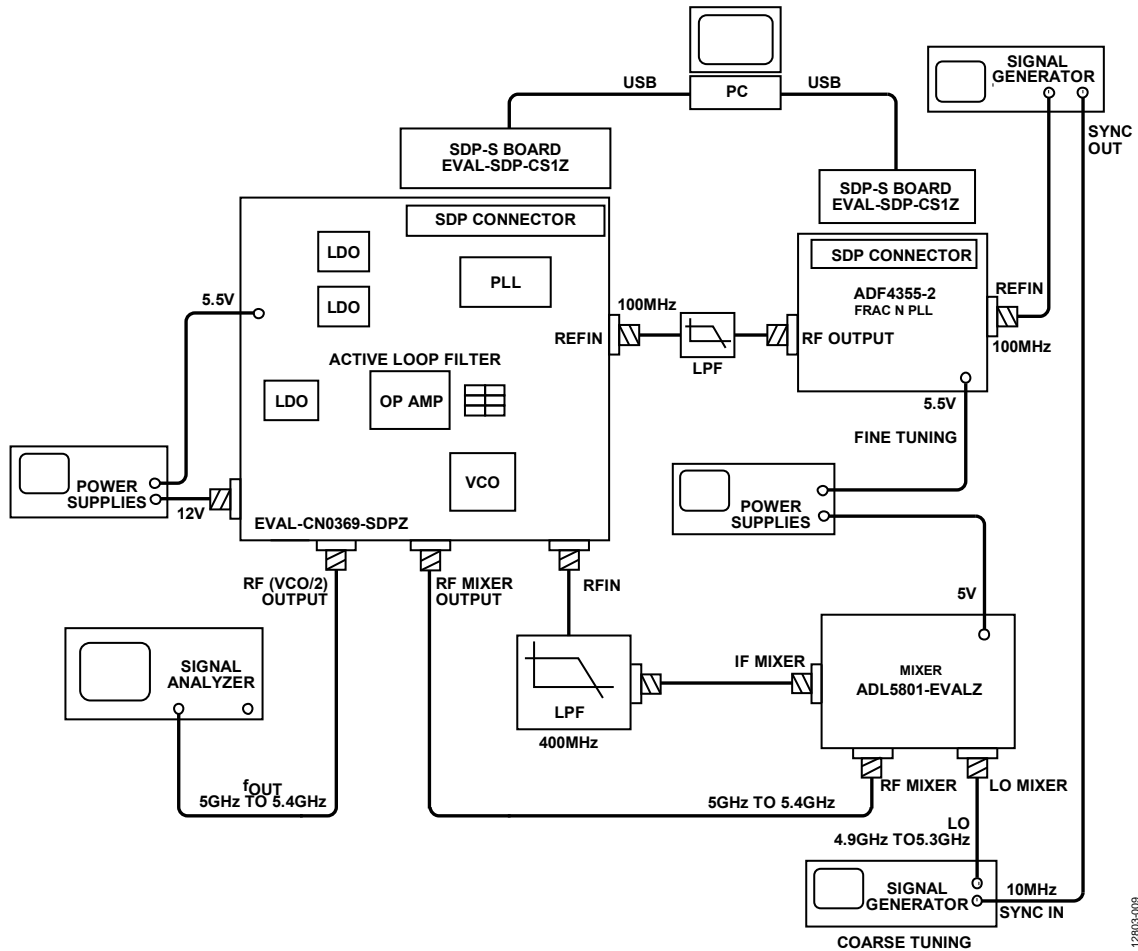 USB
PC
USB
SIGNAL
GENERATOR
SYNC
OUT
SDP-S BOARD
EVAL-SDP-CS1Z
SDP-S BOARD
EVAL-SDP-CS1Z
SDP CONNECTOR
LDO
PLL
5.5V
LDO
100MHz
REFIN
LPF
SDP CONNECTOR
ADF4355-2
FRAC N PLL
REFIN
RF OUTPUT
100MHz
5.5V
FINE TUNING
ACTIVE LOOP FILTER
LDO
OP AMP
VCO
POWER
SUPPLIES
12V
EVAL-CN0369-SDPZ
POWER
SUPPLIES
5V
RF (VCO/2)
OUTPUT
RF MIXER
OUTPUT
RFIN
SIGNAL
ANALYZER
LPF
400MHz
IF MIXER
MIXER
ADL5801-EVALZ
fOUT
5GHz TO 5.4GHz
5GHz TO 5.4GHz
RF MIXER
LO MIXER
LO
4.9GHz TO5.3GHz
SIGNAL
GENERATOR
10MHz
SYNC IN
COARSE TUNING
12803-009